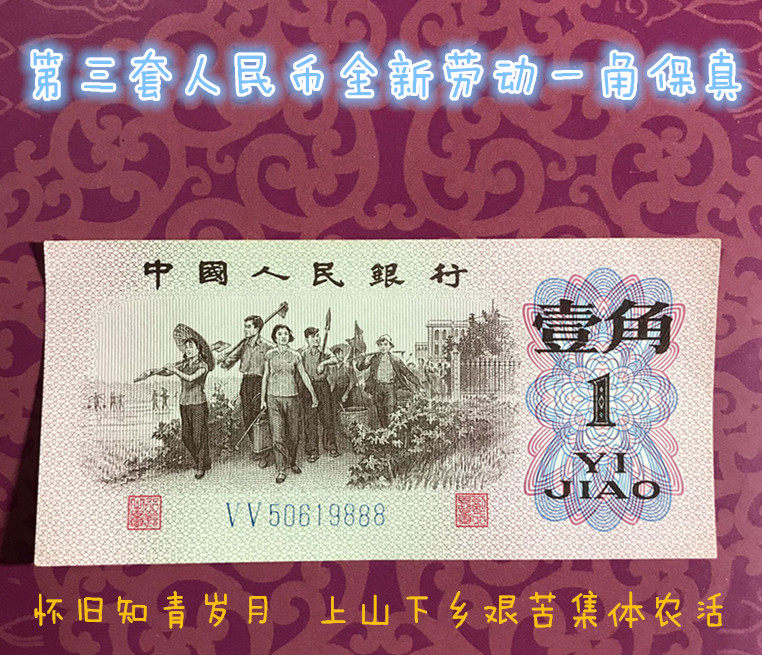 第三套人民币全新劳动一角保真
中國人民銀行
壹角
1
YI
JIAO
VV50619888
怀旧知青岁月 上山下乡艰苦集体农活